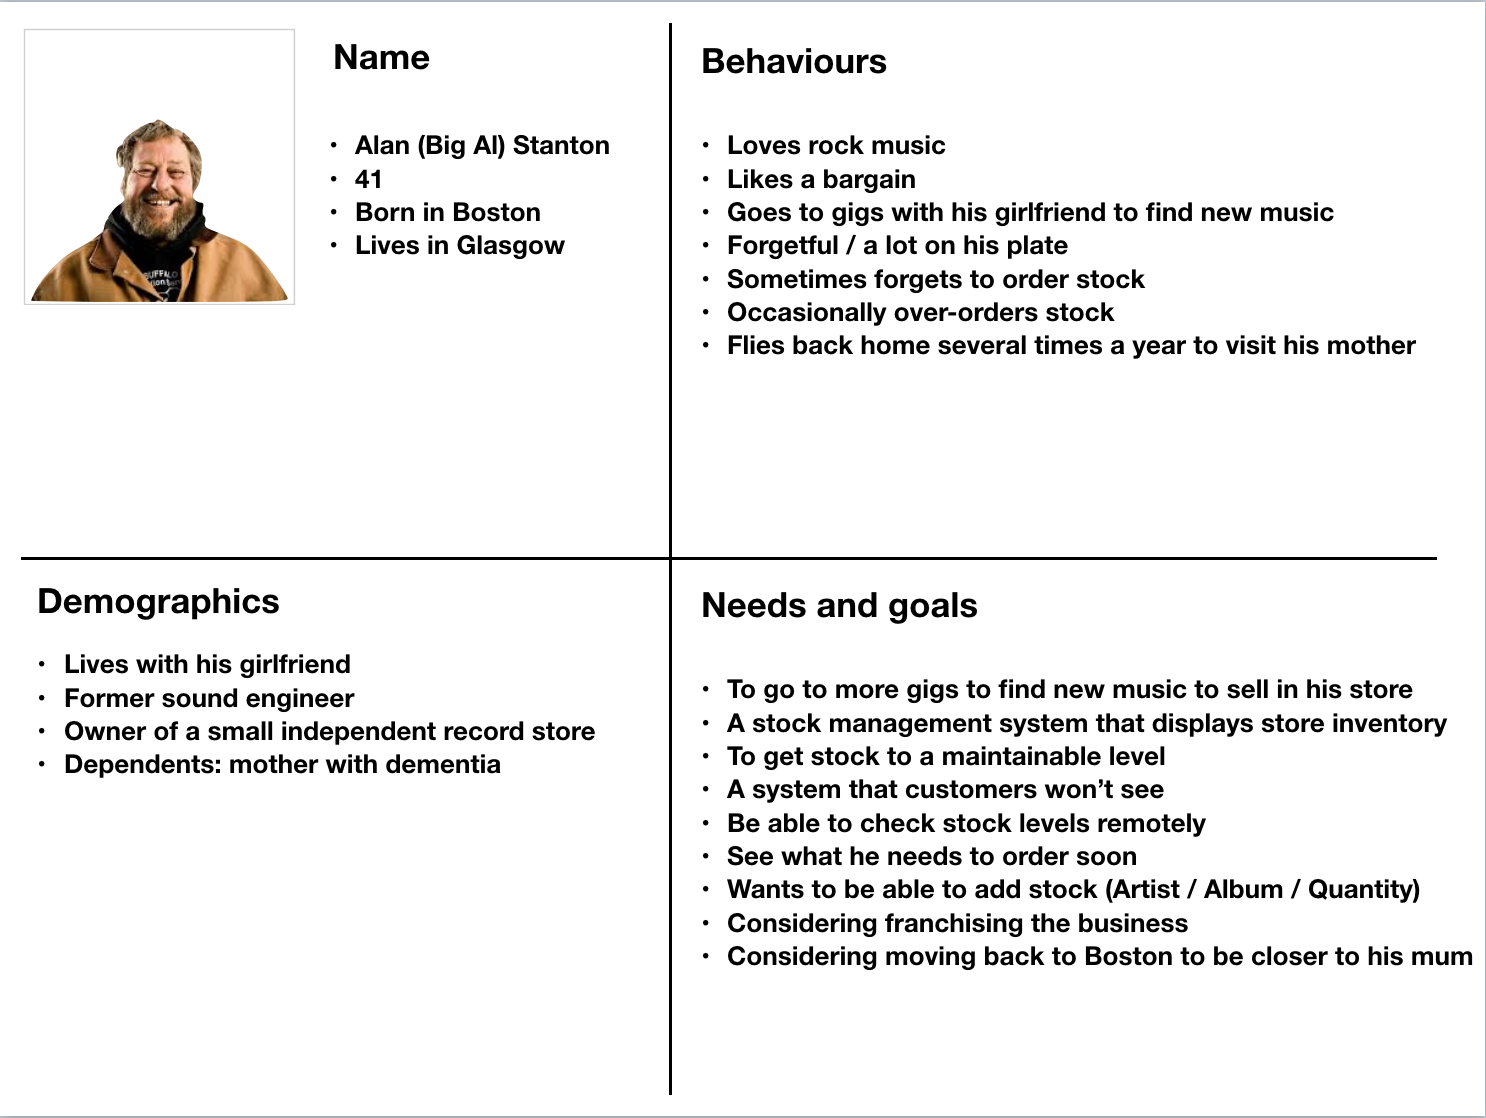 Name
• Alan (Big Al) Stanton
• 41
• Born in Boston
• Lives in Glasgow
BUFFALO
Behaviours
• Loves rock music
• Likes a bargain
• Goes to gigs with his girlfriend to find new music
• Forgetful / a lot on his plate
• Sometimes forgets to order stock
• Occasionally over-orders stock
• Flies back home several times a year to visit his mother
Demographics
• Lives with his girlfriend
• Former sound engineer
• Owner of a small independent record store
• Dependents: mother with dementia
Needs and goals
• To go to more gigs to find new music to sell in his store
• A stock management system that displays store inventory
• To get stock to a maintainable level
• A system that customers won’t see
• Be able to check stock levels remotely
• See what he needs to order soon
• Wants to be able to add stock (Artist / Album / Quantity)
• Considering franchising the business
• Considering moving back to Boston to be closer to his mum